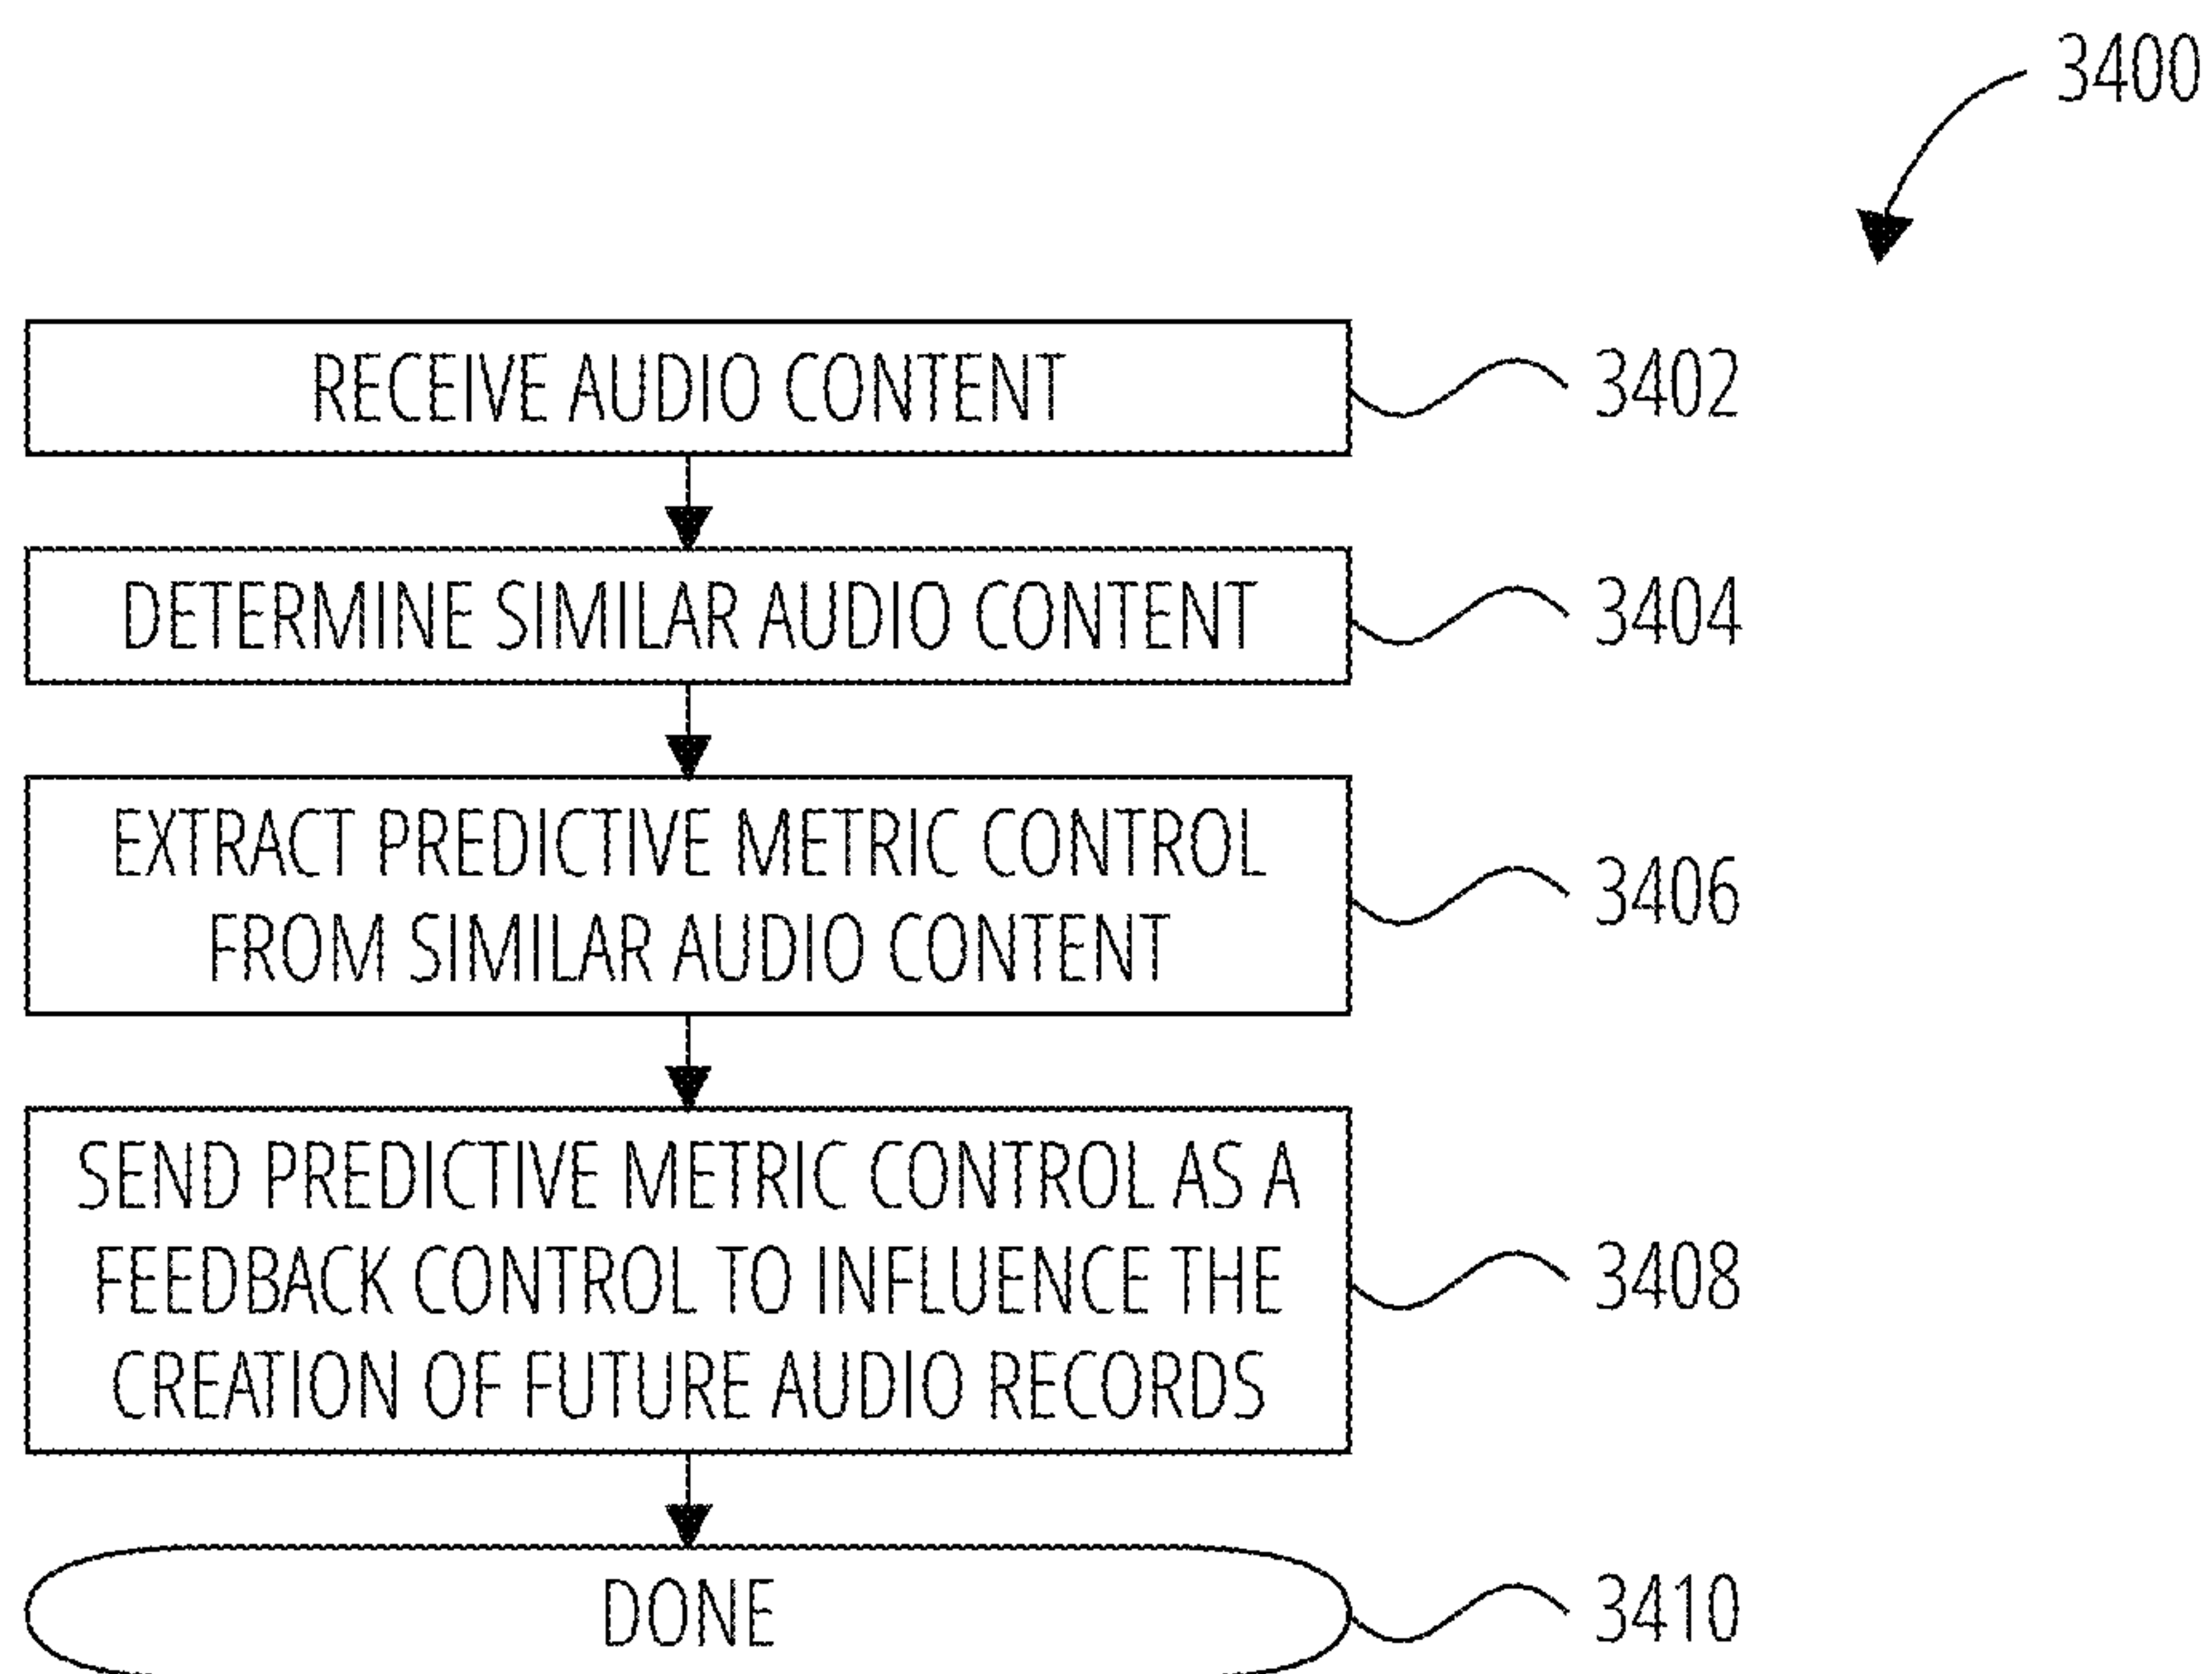 3400
RECEIVE AUDIO CONTENT
3402
DETERMINE SIMILAR AUDIO CONTENT
3404
EXTRACT PREDICTIVE METRIC CONTROL
FROM SIMILAR AUDIO CONTENT
3406
SEND PREDICTIVE METRIC CONTROL AS A
FEEDBACK CONTROL TO INFLUENCE THE
CREATION OF FUTURE AUDIO RECORDS
3408
DONE
3410